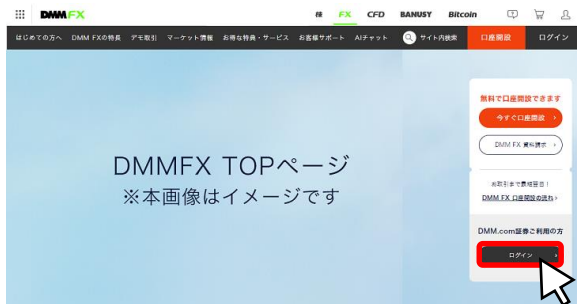 DMM FX
株 FX CFD BANUSY Bitcoin
はじめての方へ DMM FXの特長 デモ取引 マーケット情報 お得な特典・サービス お客様サポート AIチャット サイト内検索 口座開設 ログイン
無料で口座開設できます
今すぐ口座開設
DMM FX 資料請求
お取引まで最短翌日!
DMM FX 口座開設の流れ
DMMFX TOPページ
※本画像はイメージです
DMM.com証券ご利用の方
ログイン